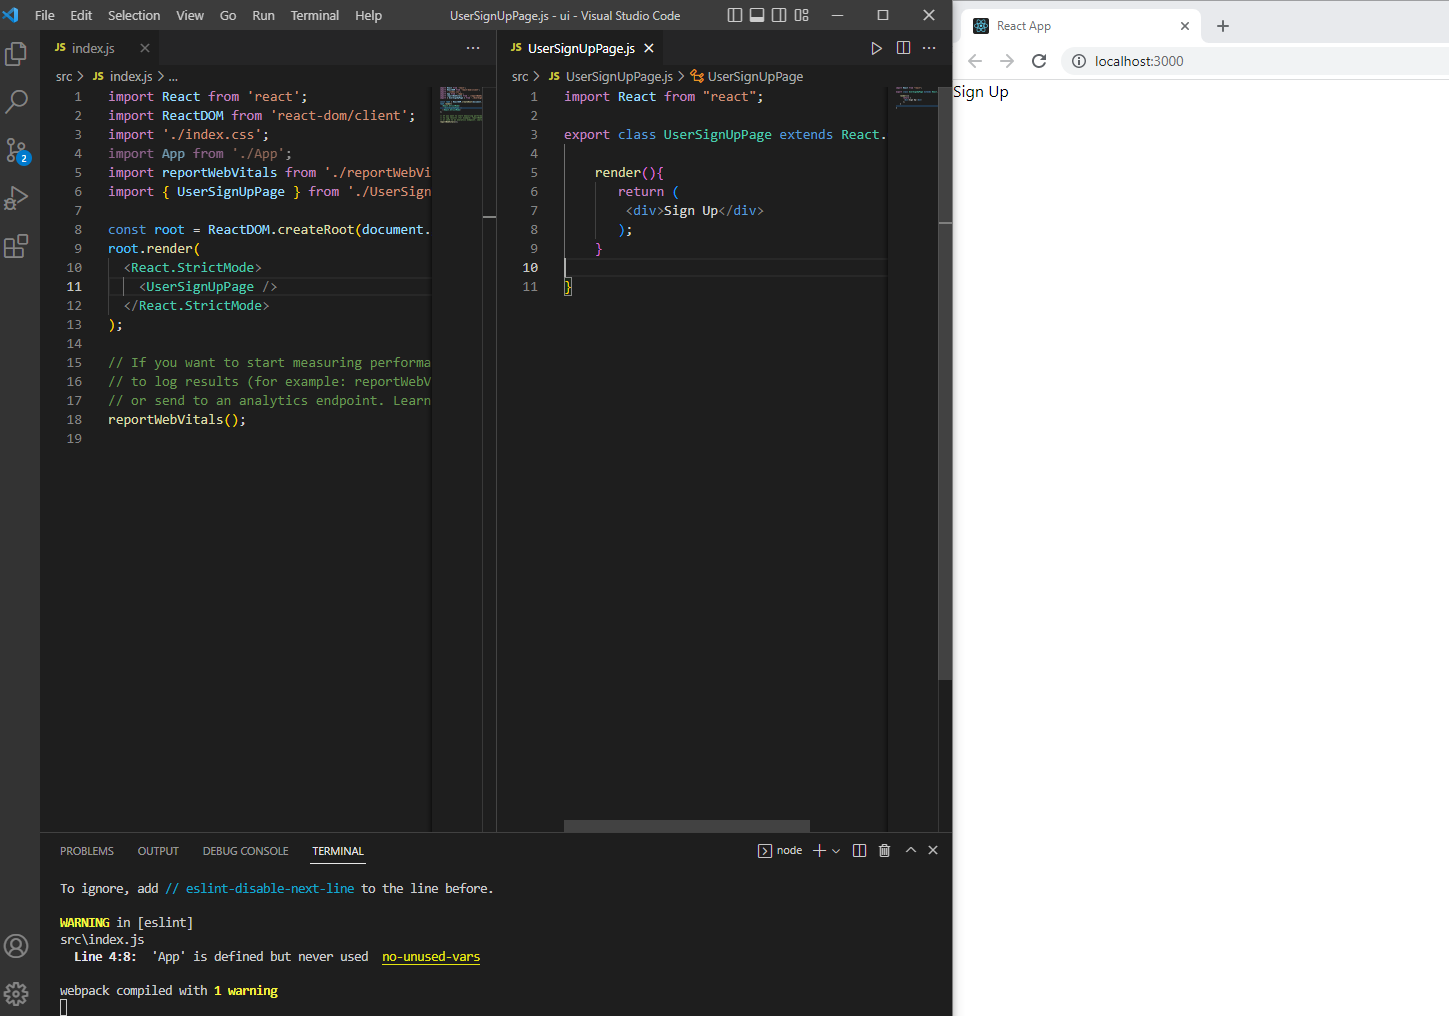 File Edit Selection View Go Run Terminal Help UserSignUpPage.js - ui - Visual Studio Code
JS index.js
src > JS index.js > ...
1 import React from 'react';
2 import ReactDOM from 'react-dom/client';
3 import './index.css';
4 import App from './App';
5 import reportWebVitals from './reportWebVi
6 import { UserSignUpPage } from './UserSign
7
8 const root = ReactDOM.createRoot(document.
9 root.render(
10 <React.StrictMode>
11 <UserSignUpPage />
12 </React.StrictMode>
13 );
14
15 // If you want to start measuring performa
16 // to log results (for example: reportWebV
17 // or send to an analytics endpoint. Learn
18 reportWebVitals();
19
2
JS UserSignUpPage.js
src > JS UserSignUpPage.js > UserSignUpPage
1 import React from "react";
2
3 export class UserSignUpPage extends React.
4
5 render(){
6 return (
7 <div>Sign Up</div>
8 );
9 }
10
11 }
PROBLEMS OUTPUT DEBUG CONSOLE TERMINAL node
To ignore, add // eslint-disable-next-line to the line before.
WARNING in [eslint]
src\index.js
Line 4:8: 'App' is defined but never used no-unused-vars
webpack compiled with 1 warning
React App
localhost:3000
Sign Up